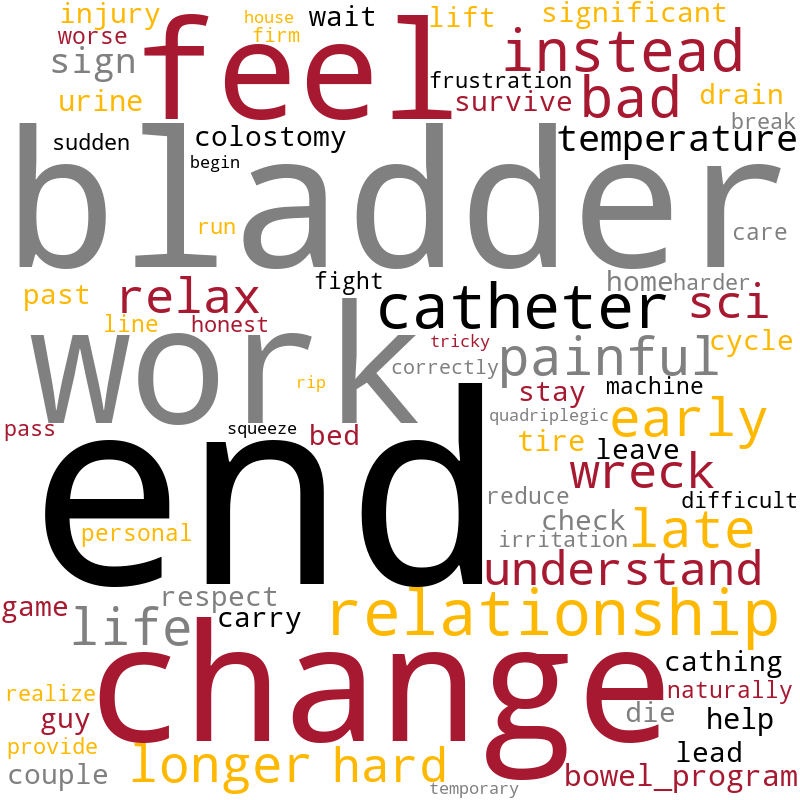 injury
house
wait
lift
significant
worse
firm
feel
instead
sign
frustration
bad
urine
survive
drain
break
sudden
colostomy
temperature
begin
bladder
run
care
past
relax
fight
home
harder
catheter
sci
line
honest
work
tricky
painful
cycle
correctly
rip
stay
machine
pass
squeeze
bed
quadriplegic
early
tire
leave
end
wreck
reduce
difficult
personal
check
irritation
late
understand
game
respect
life
carry
relationship
change
cathing
realize
naturally
guy
die
help
provide
lead
couple
longer
hard
bowel_program
temporary